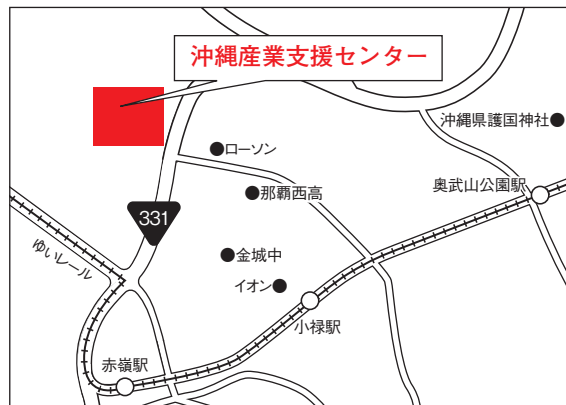 沖縄産業支援センター
沖縄県護国神社
ローソン
奥武山公園駅
那覇西高
331
ゆいレール
金城中
イオン
小禄駅
赤嶺駅